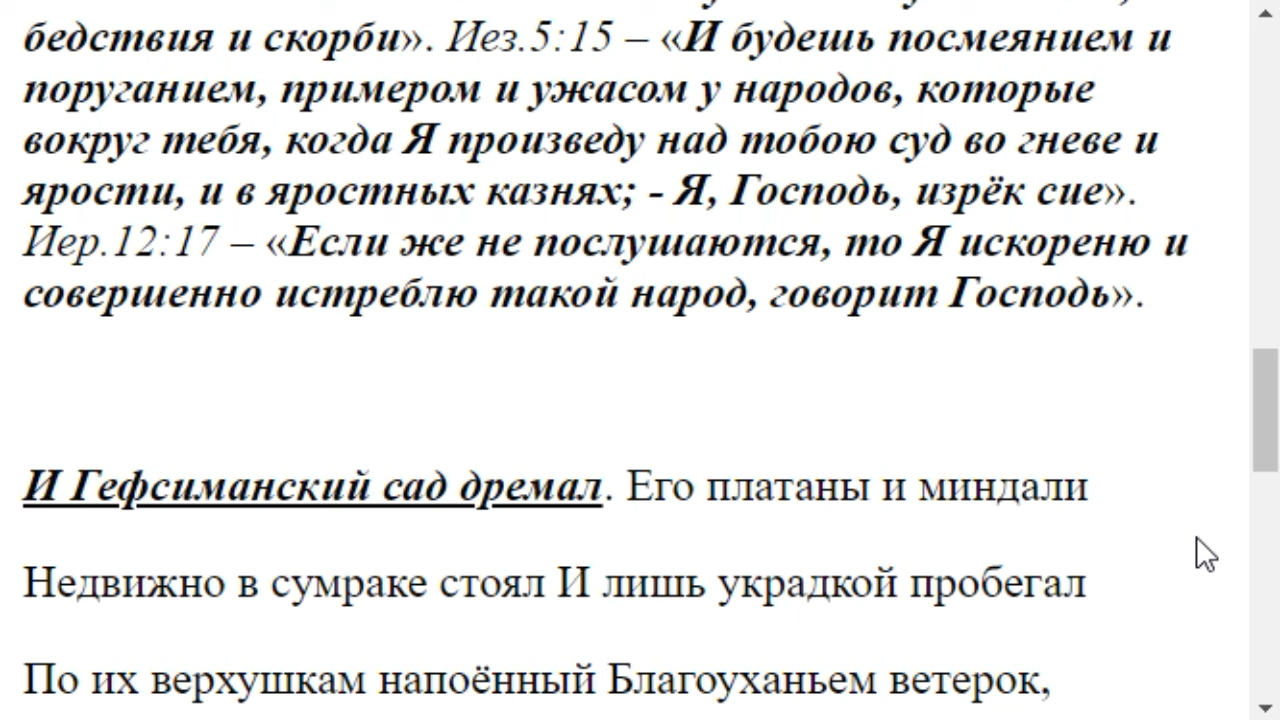 бедствия и скорби». Иез.5:15 – «И будешь посмеянием и
поруганием, примером и ужасом у народов, которые
вокруг тебя, когда Я произведу над тобою суд во гневе и
ярости, и в яростных казнях; - Я, Господь, изрёк сие».
Иер.12:17 – «Если же не послушаются, то Я искореню и
совершенно истреблю такой народ, говорит Господь».
И Гефсиманский сад дремал. Его платаны и миндали
Недвижно в сумраке стоял И лишь украдкой пробегал
По их верхушкам напоённый Благоуханьем ветерок,